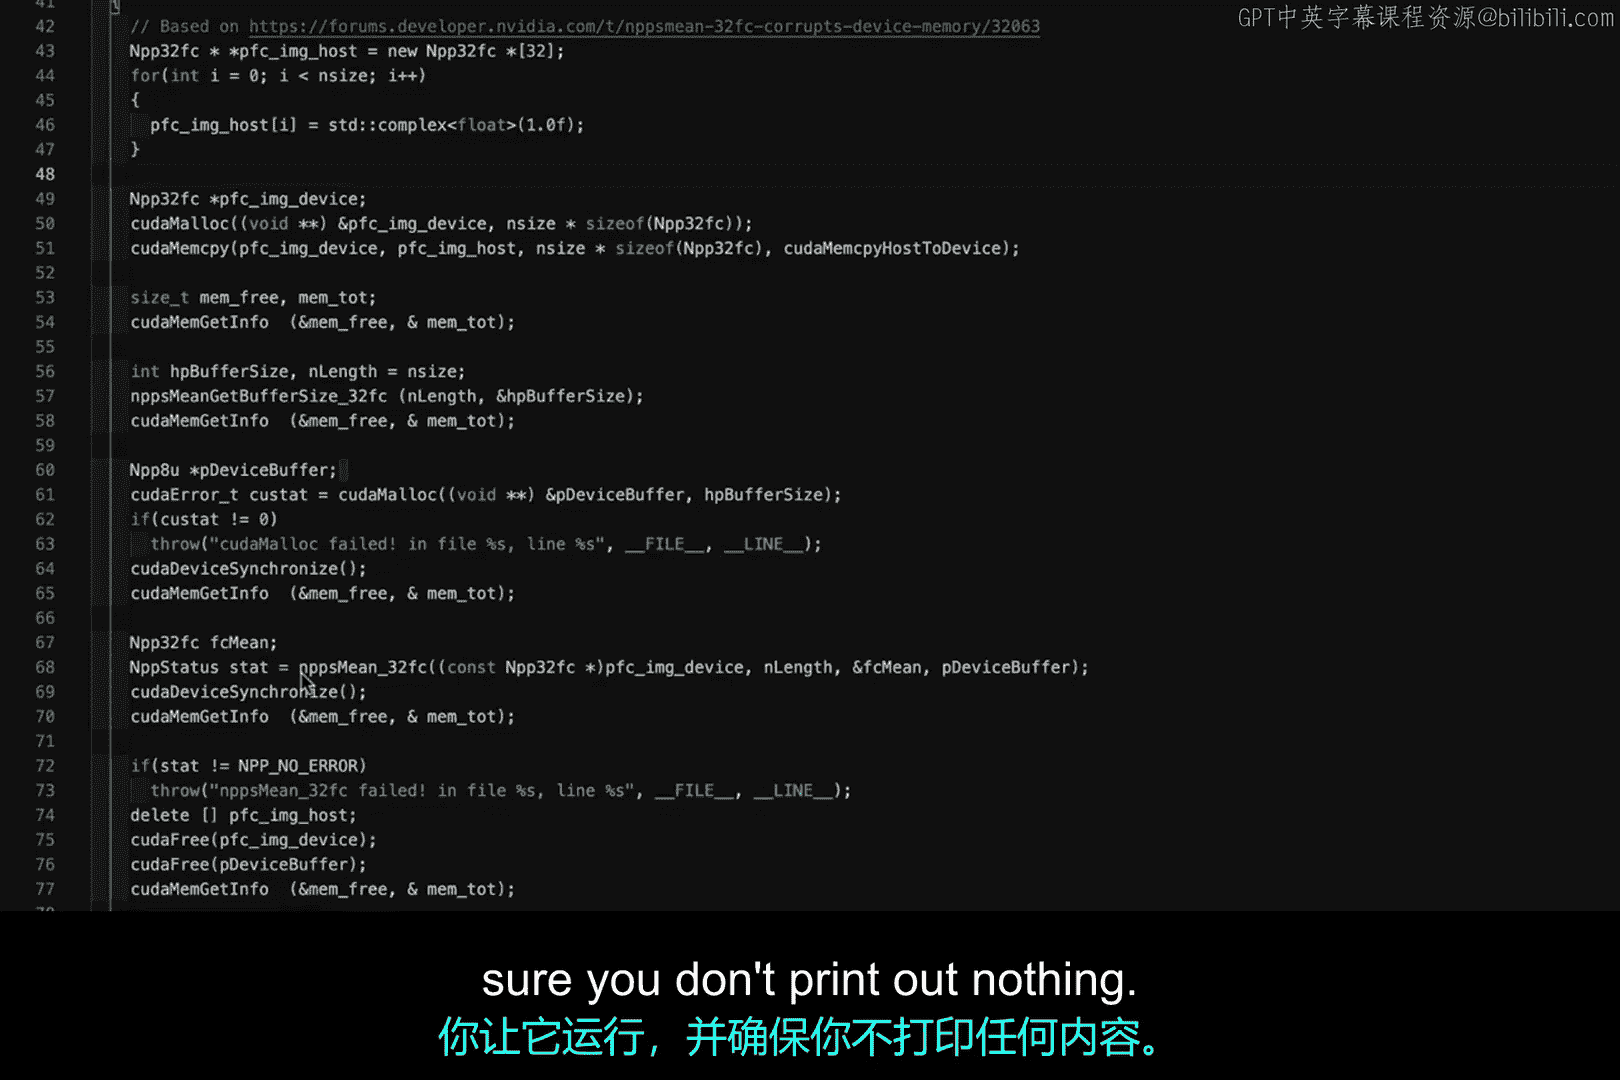 GPT中英字幕课程资源@bilibili.com
41 {
42 // Based on https://forums.developer.nvidia.com/t/nppsmean-32fc-corrupts-device-memory/32063
43 Npp32fc * *pfc_img_host = new Npp32fc *[32];
44 for(int i = 0; i < nsize; i++)
45 {
46 pfc_img_host[i] = std::complex<float>(1.0f);
47 }
48
49 Npp32fc *pfc_img_device;
50 cudaMalloc((void **) &pfc_img_device, nsize * sizeof(Npp32fc));
51 cudaMemcpy(pfc_img_device, pfc_img_host, nsize * sizeof(Npp32fc), cudaMemcpyHostToDevice);
52
53 size_t mem_free, mem_tot;
54 cudaMemGetInfo  (&mem_free, & mem_tot);
55
56 int hpBufferSize, nLength = nsize;
57 nppsMeanGetBufferSize_32fc (nLength, &hpBufferSize);
58 cudaMemGetInfo  (&mem_free, & mem_tot);
59
60 Npp8u *pDeviceBuffer;
61 cudaError_t custat = cudaMalloc((void **) &pDeviceBuffer, hpBufferSize);
62 if(custat != 0)
63 throw("cudaMalloc failed! in file %s, line %s", __FILE__, __LINE__);
64 cudaDeviceSynchronize();
65 cudaMemGetInfo  (&mem_free, & mem_tot);
66
67 Npp32fc fcMean;
68 NppStatus stat = nppsMean_32fc((const Npp32fc *)pfc_img_device, nLength, &fcMean, pDeviceBuffer);
69 cudaDeviceSynchronize();
70 cudaMemGetInfo  (&mem_free, & mem_tot);
71
72 if(stat != NPP_NO_ERROR)
73 throw("nppsMean_32fc failed! in file %s, line %s", __FILE__, __LINE__);
74 delete [] pfc_img_host;
75 cudaFree(pfc_img_device);
76 cudaFree(pDeviceBuffer);
77 cudaMemGetInfo  (&mem_free, & mem_tot);
sure you don't print out nothing.
你让它运行，并确保你不打印任何内容。